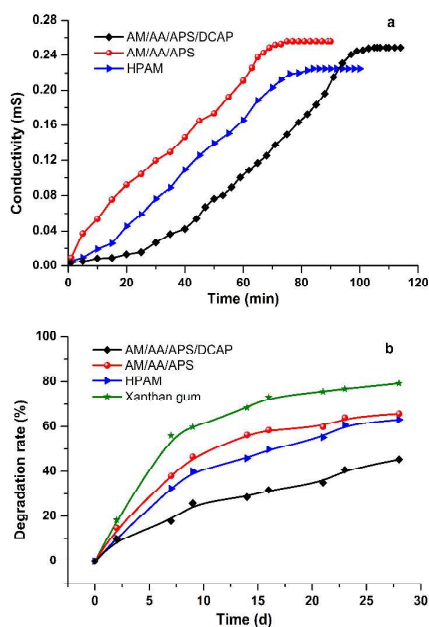 a
AM/AA/APS/DCAP
AM/AA/APS
HPAM
Conductivity (mS)
0.28
0.24
0.20
0.16
0.12
0.08
0.04
0.00
0 20 40 60 80 100 120
Time (min)
b
AM/AA/APS/DCAP
AM/AA/APS
HPAM
Xanthan gum
Degradation rate (%)
100
80
60
40
20
0
0 5 10 15 20 25 30
Time (d)